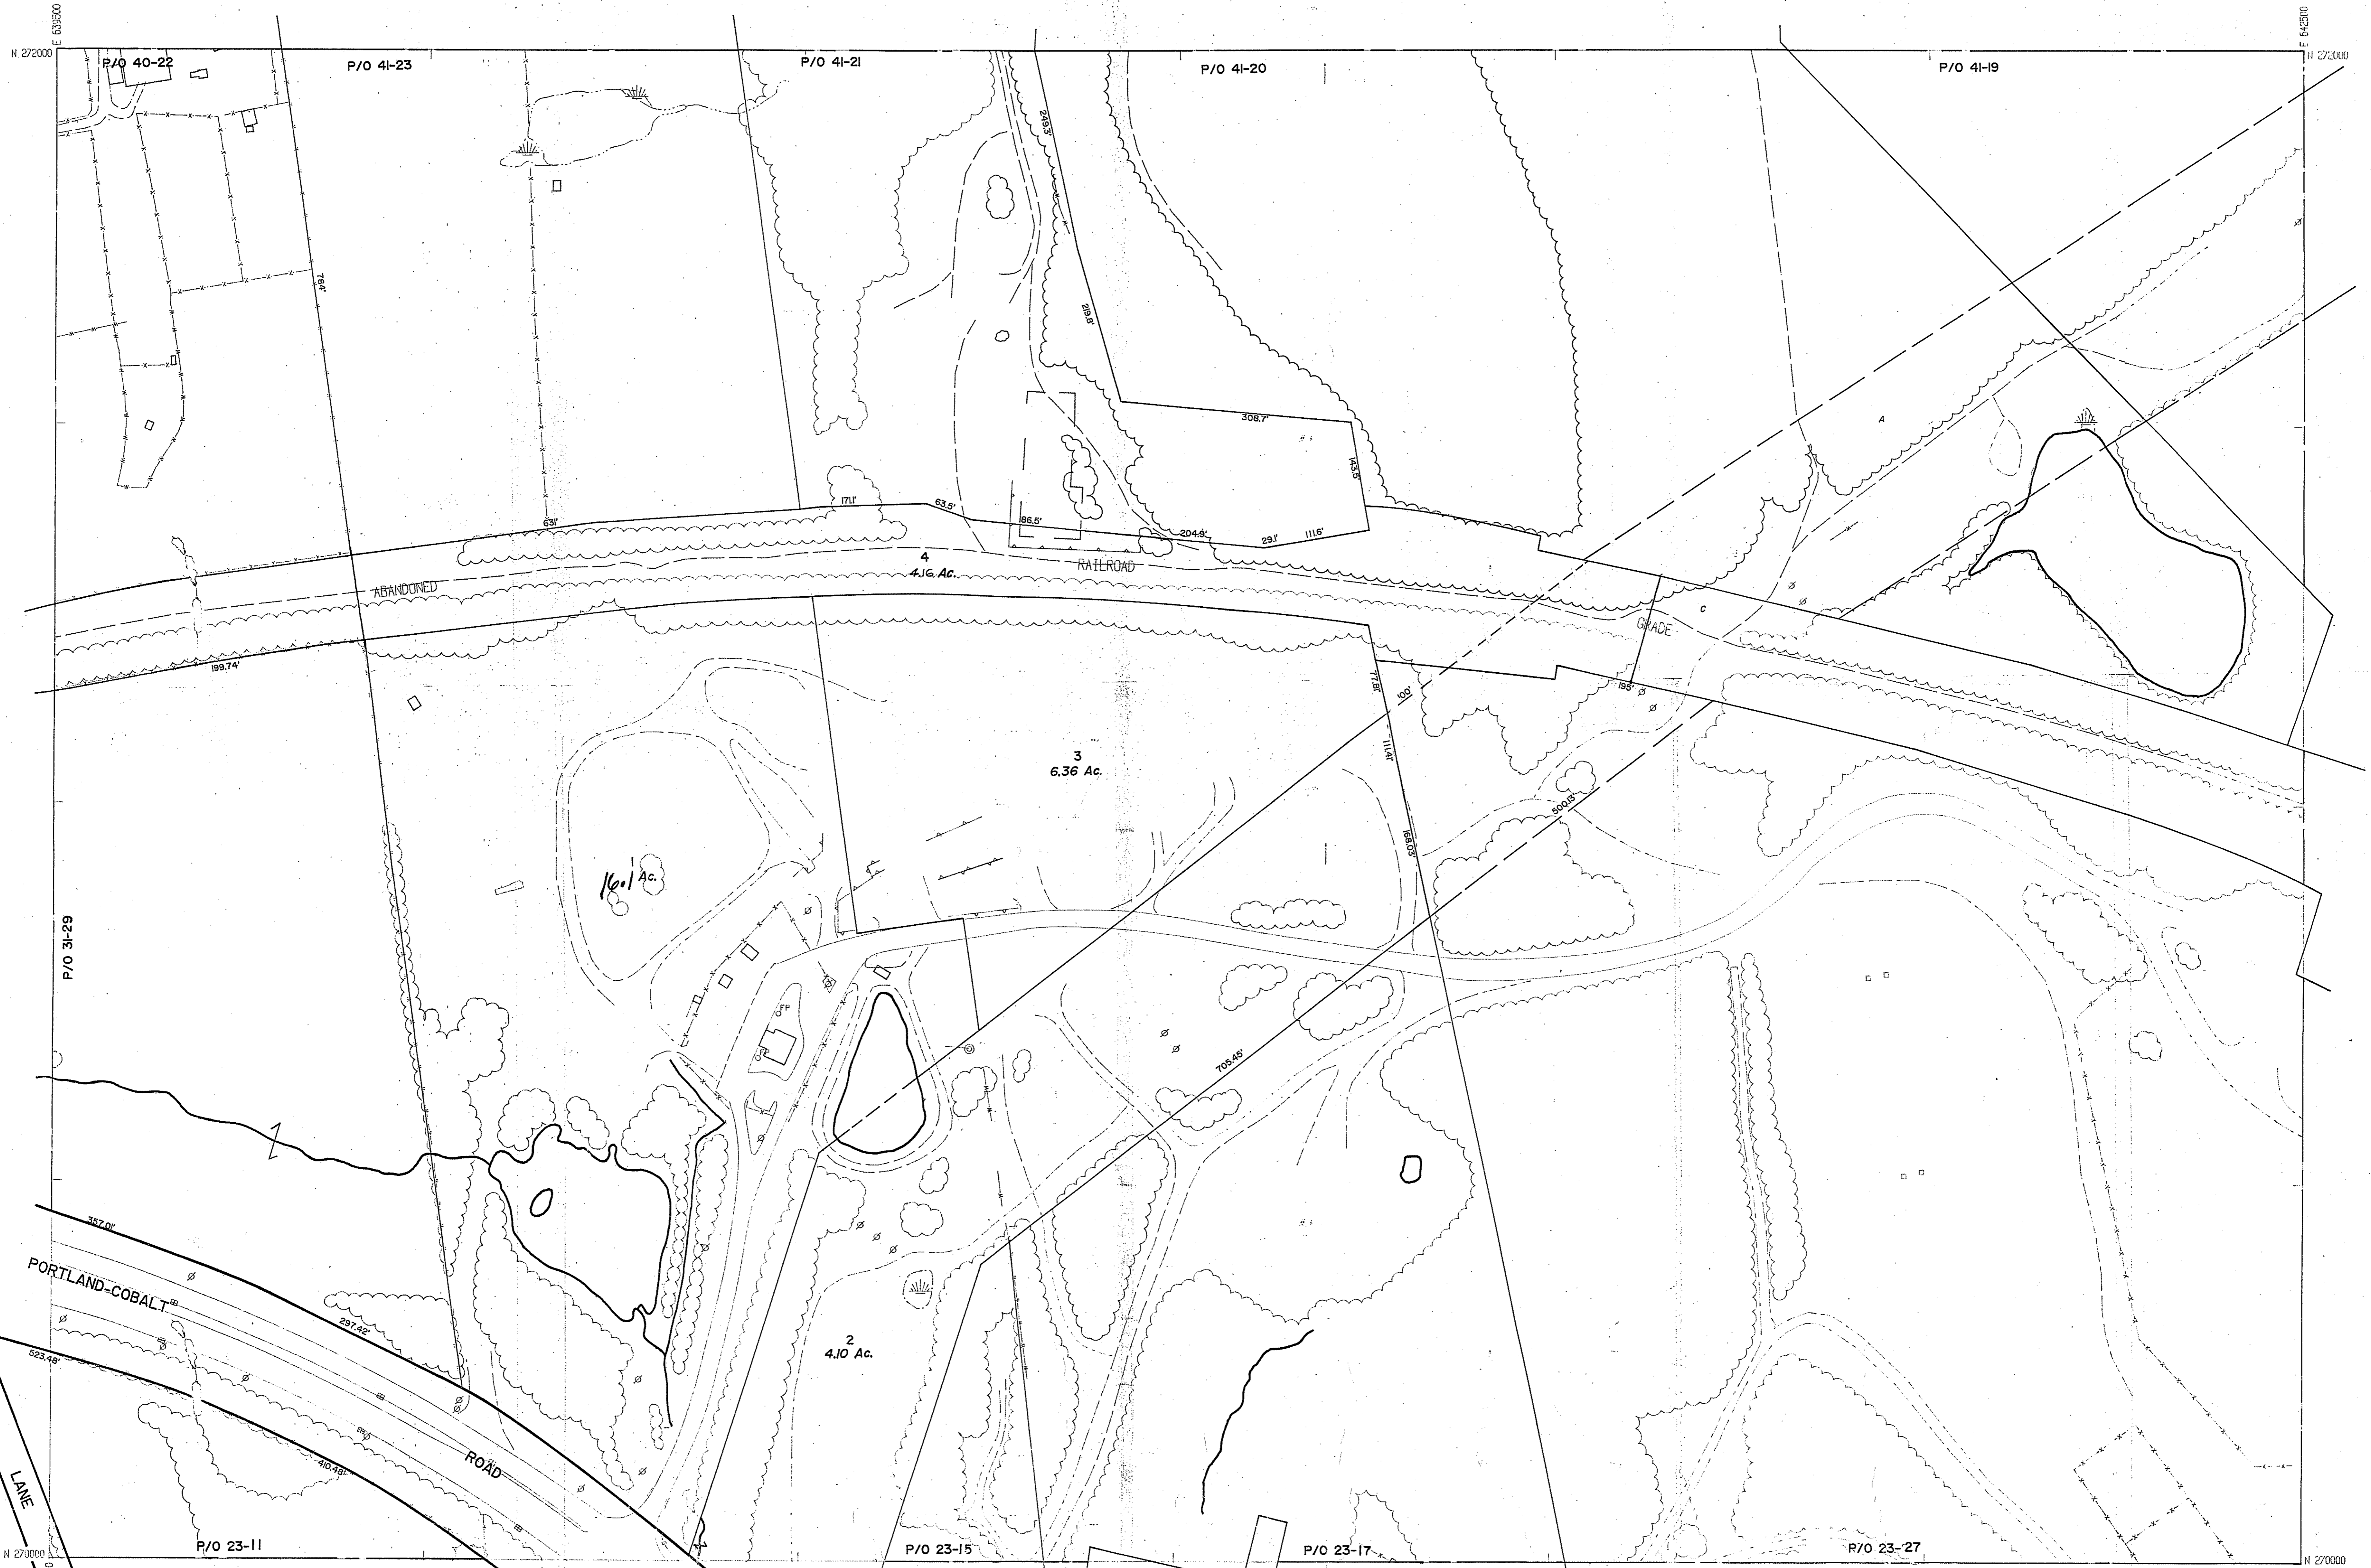 E 639500
E 642500
N 272000
N 272000
P/O 40-22
P/O 41-23
P/O 41-21
P/O 41-20
P/O 41-19
249.3'
784'
219.8'
308.7'
143.5'
A
631'
171.1'
63.5'
86.5'
204.9'
29.1'
111.6'
4
4.16 Ac.
ABANDONED
RAILROAD
GRADE
C
199.74'
77.81'
100'
195'
111.41'
3
6.36 Ac.
500.13'
168.03'
16.1 Ac.
P/O 31-29
FP
705.45'
357.01'
PORTLAND-COBALT
297.42'
523.48'
2
4.10 Ac.
ROAD
410.48'
LANE
P/O 23-11
P/O 23-15
P/O 23-17
P/O 23-27
N 270000
N 270000